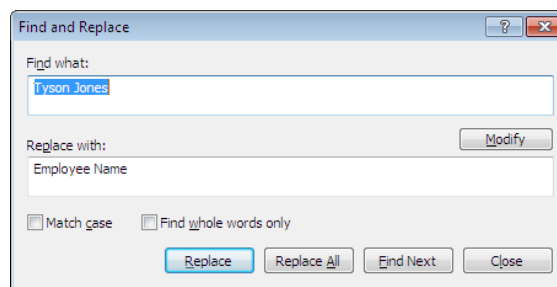 Find and Replace
Find what:
Tyson Jones
Modify
Replace with:
Employee Name
Match case Find whole words only
Replace Replace All Find Next Close